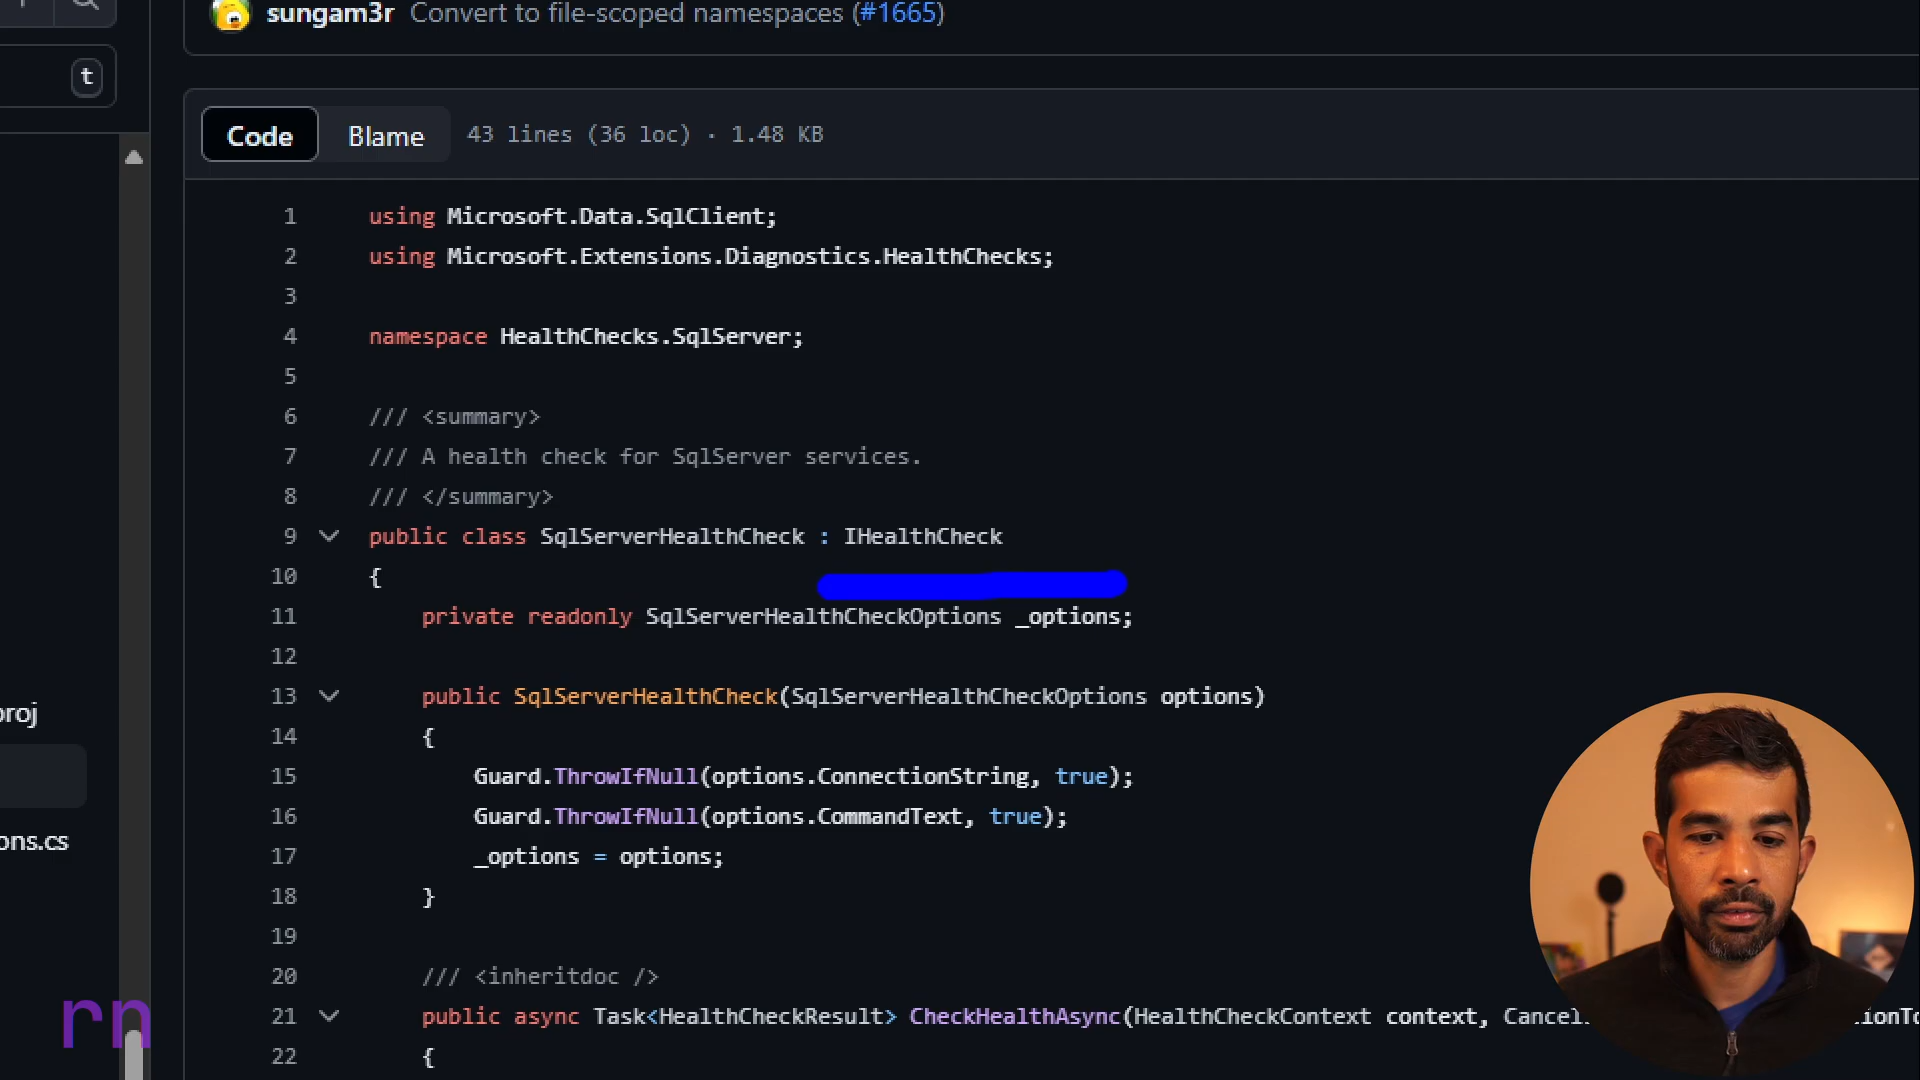 sungam3r Convert to file-scoped namespaces (#1665)
t
Code Blame 43 lines (36 loc) · 1.48 KB
1 using Microsoft.Data.SqlClient;
2 using Microsoft.Extensions.Diagnostics.HealthChecks;
3
4 namespace HealthChecks.SqlServer;
5
6 /// <summary>
7 /// A health check for SqlServer services.
8 /// </summary>
9 public class SqlServerHealthCheck : IHealthCheck
10 {
11 private readonly SqlServerHealthCheckOptions _options;
12
13 public SqlServerHealthCheck(SqlServerHealthCheckOptions options)
14 {
15 Guard.ThrowIfNull(options.ConnectionString, true);
16 Guard.ThrowIfNull(options.CommandText, true);
17 _options = options;
18 }
19
20 /// <inheritdoc />
21 public async Task<HealthCheckResult> CheckHealthAsync(HealthCheckContext context,
22 {
proj
ons.cs
rn